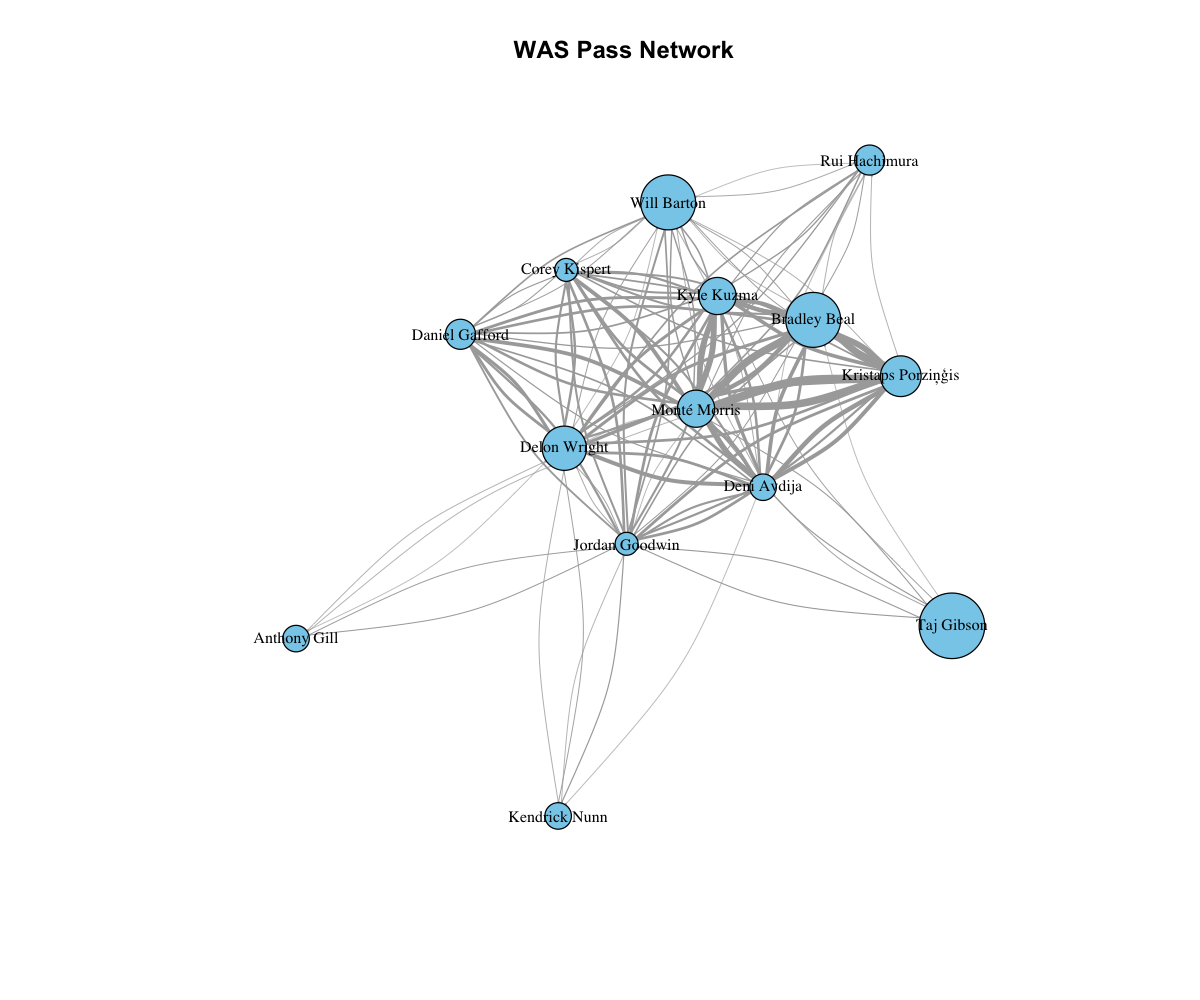 WAS Pass Network
Rui Hachimura
Will Barton
Corey Kispert
Kyle Kuzma
Bradley Beal
Daniel Gafford
Kristaps Porziņģis
Monté Morris
Delon Wright
Deni Avdija
Jordan Goodwin
Taj Gibson
Anthony Gill
Kendrick Nunn